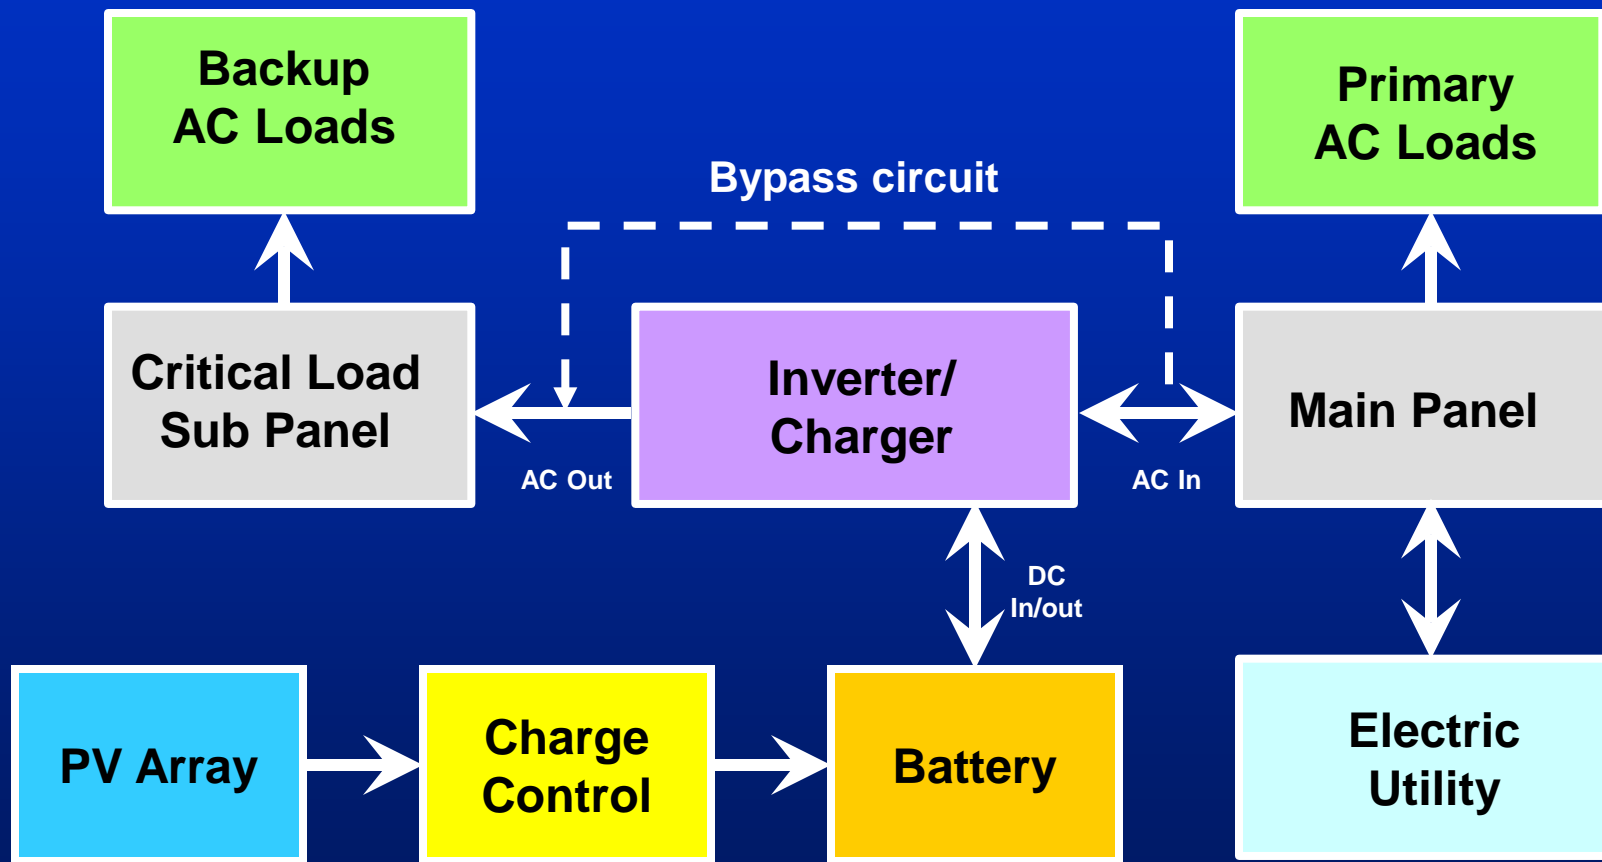 Backup
AC Loads
Primary
AC Loads
Bypass circuit
Critical Load
Sub Panel
Inverter/
Charger
Main Panel
AC Out
AC In
DC
In/out
PV Array
Charge
Control
Battery
Electric
Utility